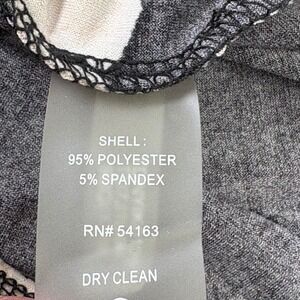 SHELL:
95% POLYESTER
5% SPANDEX
RN# 54163
DRY CLEAN